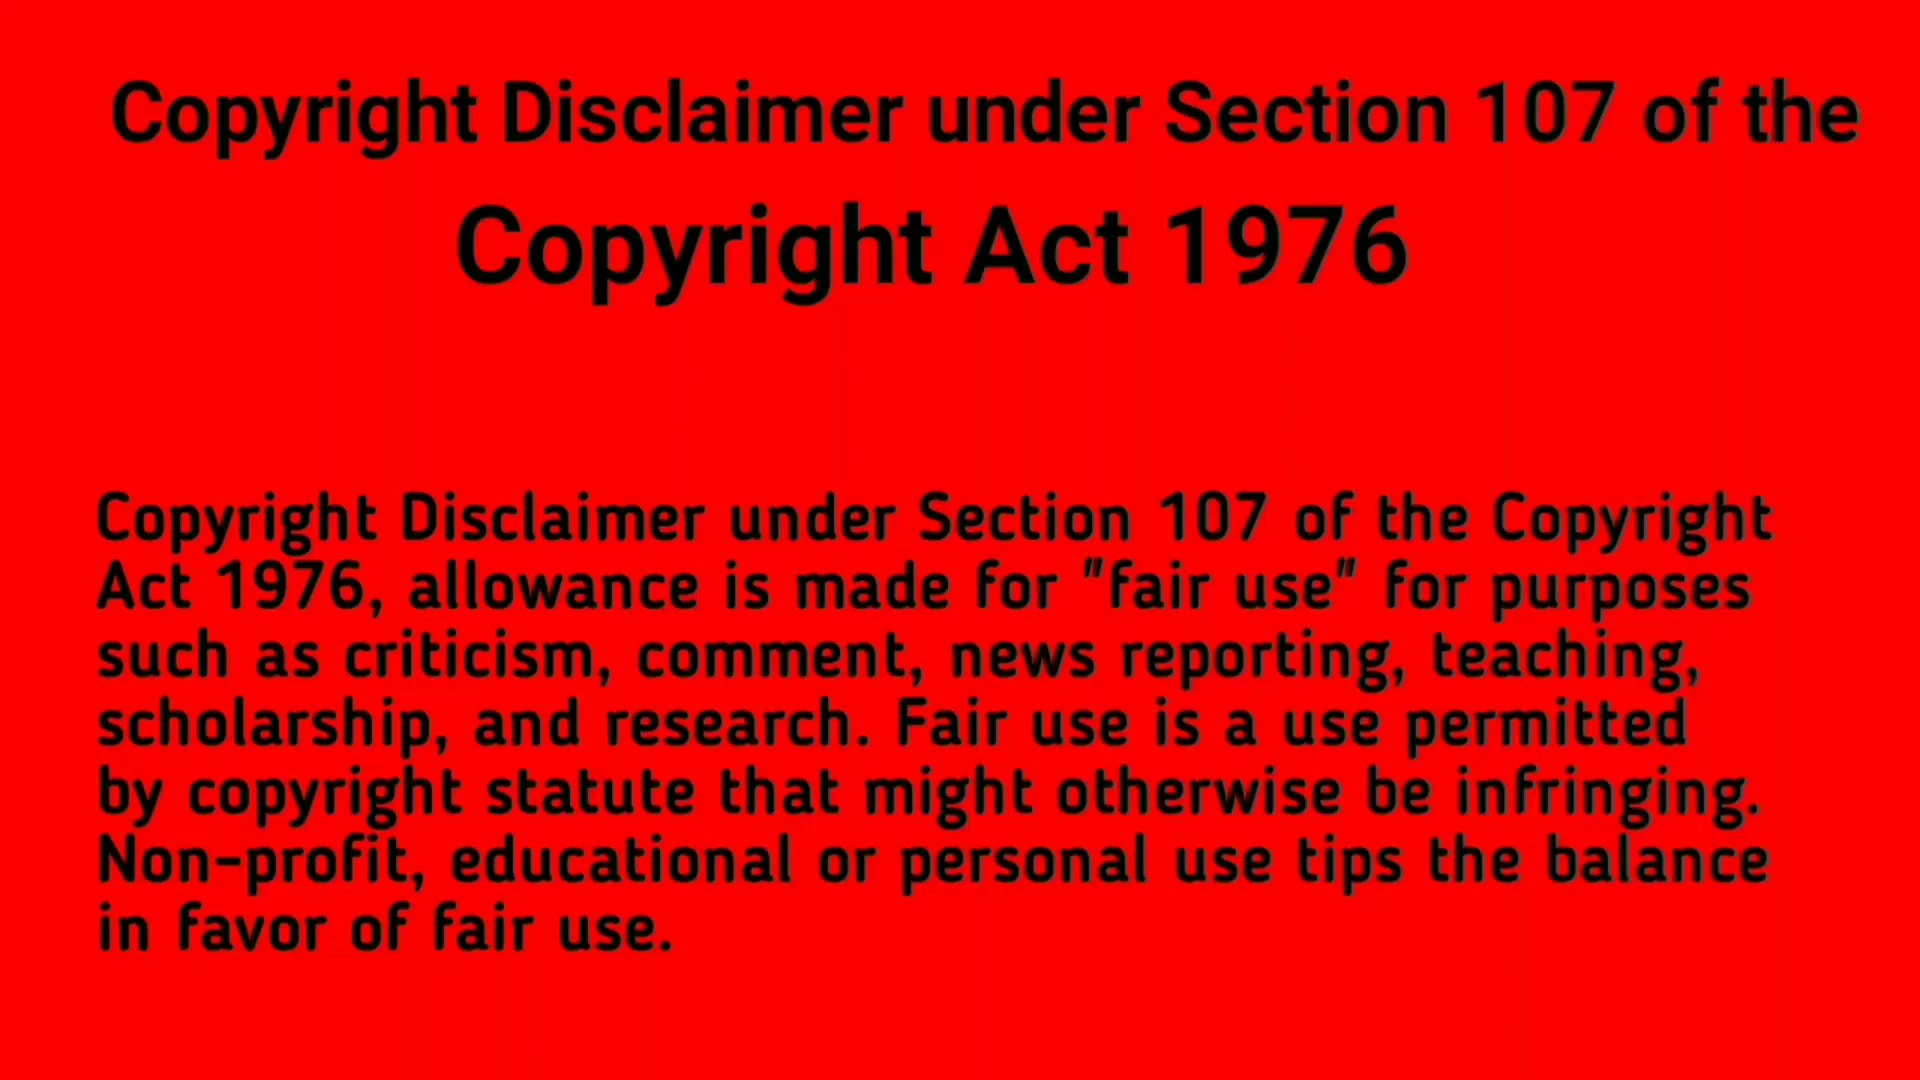 Copyright Disclaimer under Section 107 of the
Copyright Act 1976
Copyright Disclaimer under Section 107 of the Copyright
Act 1976, allowance is made for "fair use" for purposes
such as criticism, comment, news reporting, teaching,
scholarship, and research. Fair use is a use permitted
by copyright statute that might otherwise be infringing.
Non-profit, educational or personal use tips the balance
in favor of fair use.